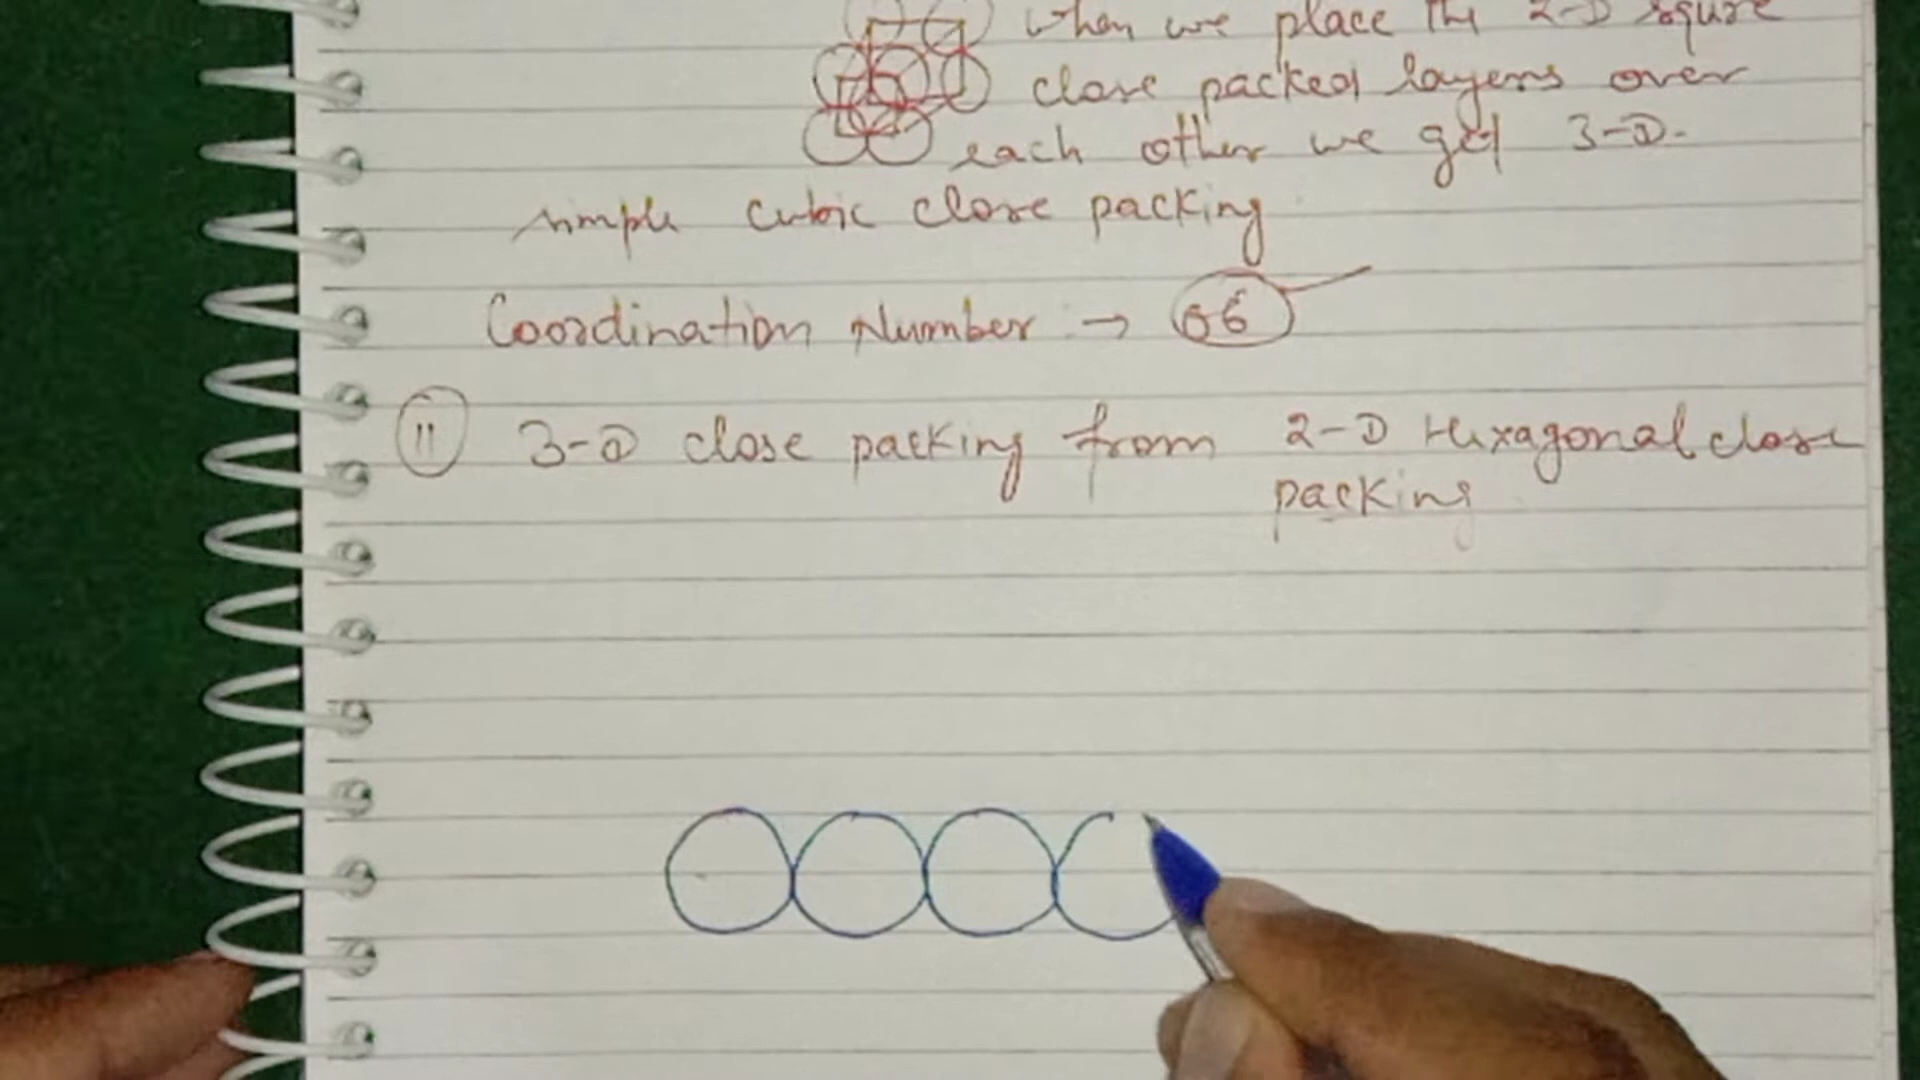 when we place the 2-D squre
close packed layers over
each other we get 3-D.
simple cubic close packing
Coordination Number → 06
II 3-D close packing from 2-D Hexagonal close
packing